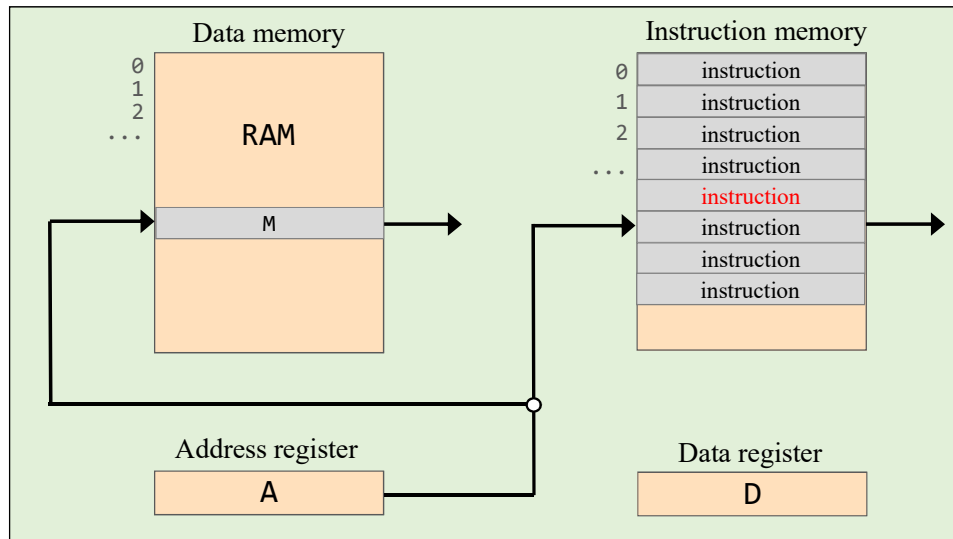 Data memory
0
1
2
...
RAM
M
Instruction memory
0
1
2
...
instruction
instruction
instruction
instruction
instruction
instruction
instruction
instruction
Address register
A
Data register
D